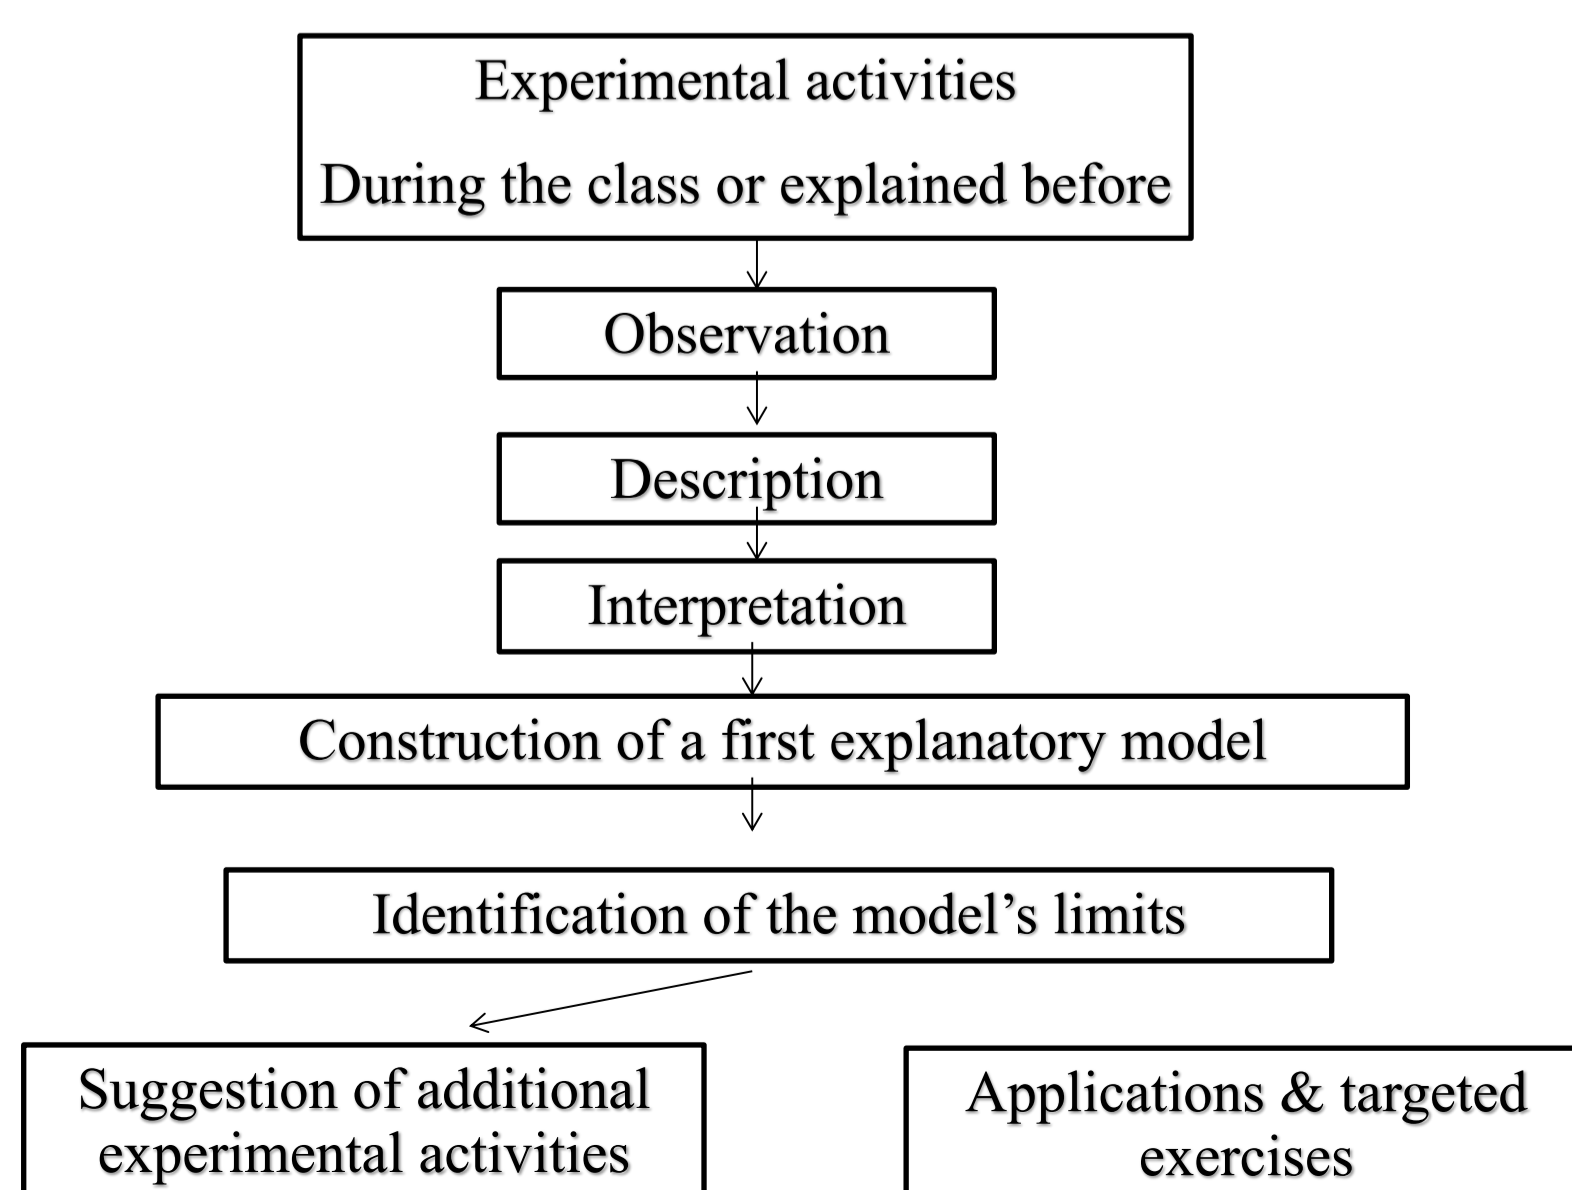 Experimental activities
During the class or explained before
Observation
Description
Interpretation
Construction of a first explanatory model
Identification of the model’s limits
Suggestion of additional
experimental activities
Applications & targeted
exercises